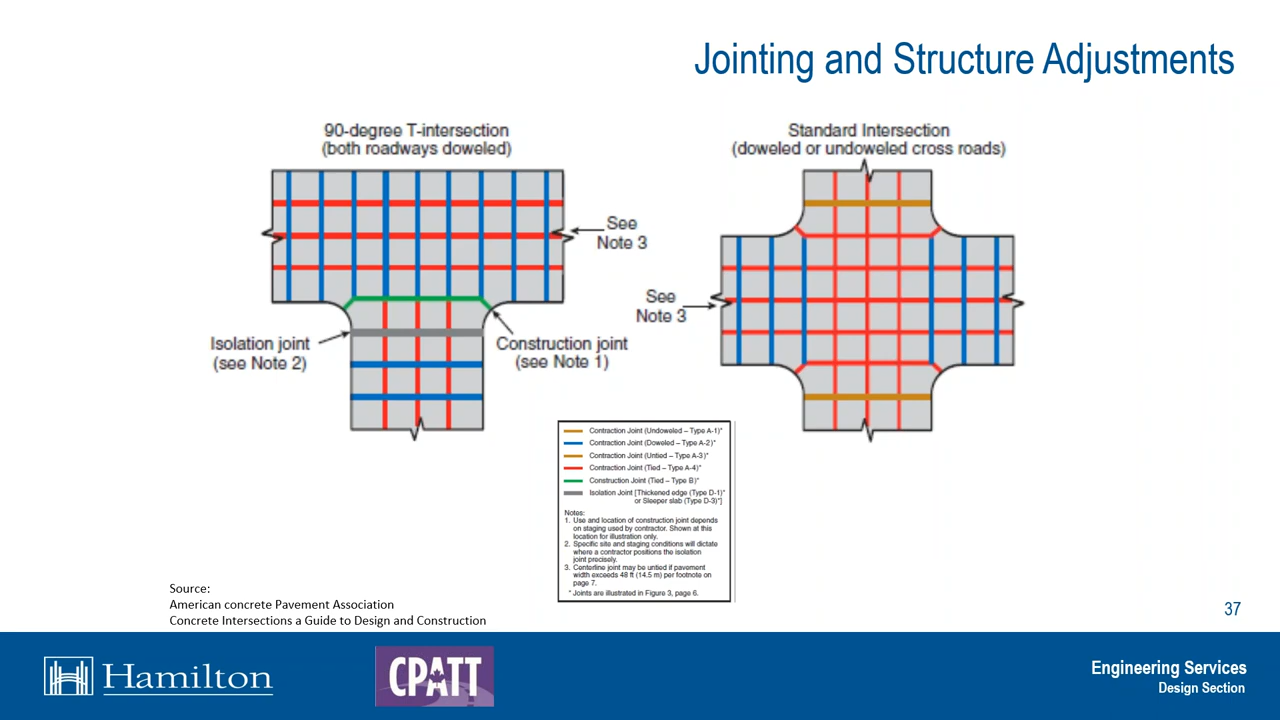 Jointing and Structure Adjustments
90-degree T-intersection
(both roadways doweled)
Standard Intersection
(doweled or undoweled cross roads)
See
Note 3
See
Note 3
Isolation joint
(see Note 2)
Construction joint
(see Note 1)
Contraction Joint (Undoweled – Type A-1)*
Contraction Joint (Doweled – Type A-2)*
Contraction Joint (Untied – Type A-3)*
Contraction Joint (Tied – Type A-4)*
Construction Joint (Tied – Type B)*
Isolation Joint [Thickened edge (Type D-1)*
or Sleeper slab (Type D-3)*]
Notes:
1. Use and location of construction joint depends
on staging used by contractor. Shown at this
location for illustration only.
2. Specific site and staging conditions will dictate
where a contractor positions the isolation
joint precisely.
3. Centerline joint may be untied if pavement
width exceeds 48 ft (14.5 m) per footnote on
page 7.
* Joints are illustrated in Figure 3, page 6.
Source:
American concrete Pavement Association
Concrete Intersections a Guide to Design and Construction
37
Hamilton
CPATT
Engineering Services
Design Section